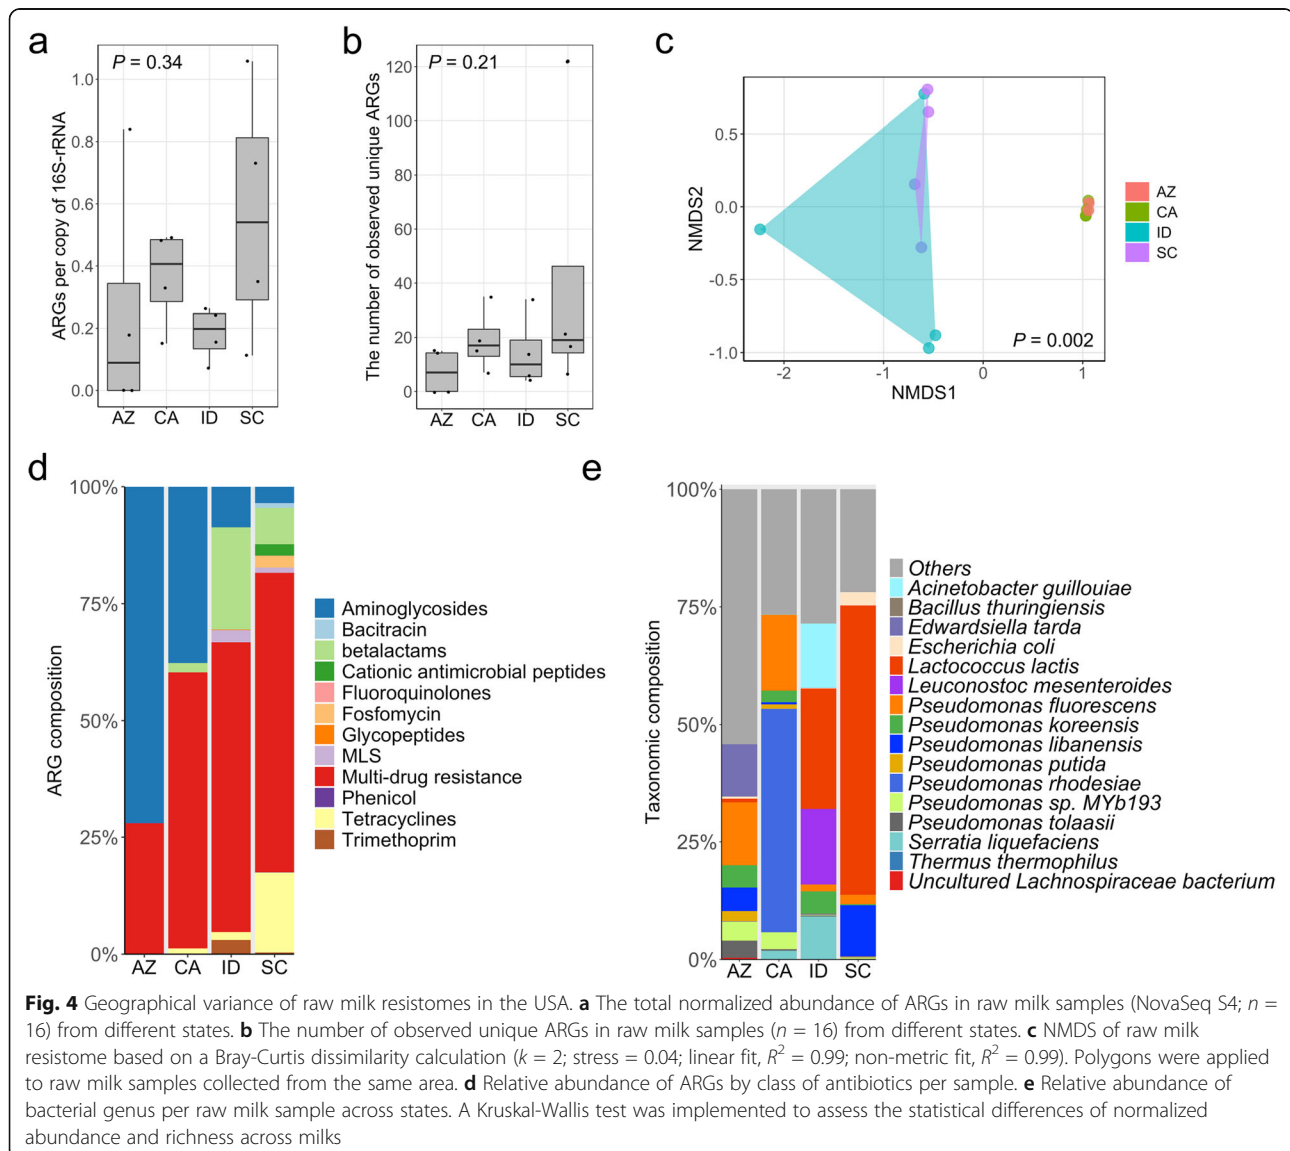 a
P = 0.34
ARGs per copy of 16S-rRNA
1.0
0.8
0.6
0.4
0.2
0.0
AZ CA ID SC
b
P = 0.21
The number of observed unique ARGs
120
100
80
60
40
20
0
AZ CA ID SC
c
NMDS2
0.5
0.0
-0.5
-1.0
P = 0.002
-2 -1 0 1
NMDS1
AZ
CA
ID
SC
d
ARG composition
100%
75%
50%
25%
0%
AZ CA ID SC
Aminoglycosides
Bacitracin
betalactams
Cationic antimicrobial peptides
Fluoroquinolones
Fosfomycin
Glycopeptides
MLS
Multi-drug resistance
Phenicol
Tetracyclines
Trimethoprim
e
Taxonomic composition
100%
75%
50%
25%
0%
AZ CA ID SC
Others
Acinetobacter guillouiae
Bacillus thuringiensis
Edwardsiella tarda
Escherichia coli
Lactococcus lactis
Leuconostoc mesenteroides
Pseudomonas fluorescens
Pseudomonas koreensis
Pseudomonas libanensis
Pseudomonas putida
Pseudomonas rhodesiae
Pseudomonas sp. MYb193
Pseudomonas tolaasii
Serratia liquefaciens
Thermus thermophilus
Uncultured Lachnospiraceae bacterium
Fig. 4 Geographical variance of raw milk resistomes in the USA. a The total normalized abundance of ARGs in raw milk samples (NovaSeq S4; n =
16) from different states. b The number of observed unique ARGs in raw milk samples (n = 16) from different states. c NMDS of raw milk
resistome based on a Bray-Curtis dissimilarity calculation (k = 2; stress = 0.04; linear fit, R² = 0.99; non-metric fit, R² = 0.99). Polygons were applied
to raw milk samples collected from the same area. d Relative abundance of ARGs by class of antibiotics per sample. e Relative abundance of
bacterial genus per raw milk sample across states. A Kruskal-Wallis test was implemented to assess the statistical differences of normalized
abundance and richness across milks